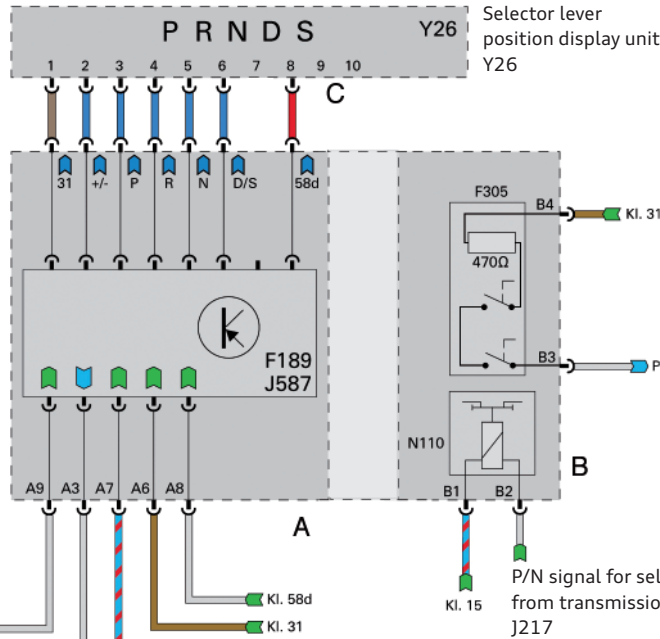 P R N D S
Y26
Selector lever
position display unit
Y26
1 2 3 4 5 6 7 8 9 10
C
31 +/- P R N D/S 58d
F305
B4
Kl. 31
470Ω
F189
J587
B3
P
N110
B
A9 A3 A7 A6 A8
B1 B2
A
Kl. 58d
Kl. 15
Kl. 31
P/N signal for sel
from transmissio
J217